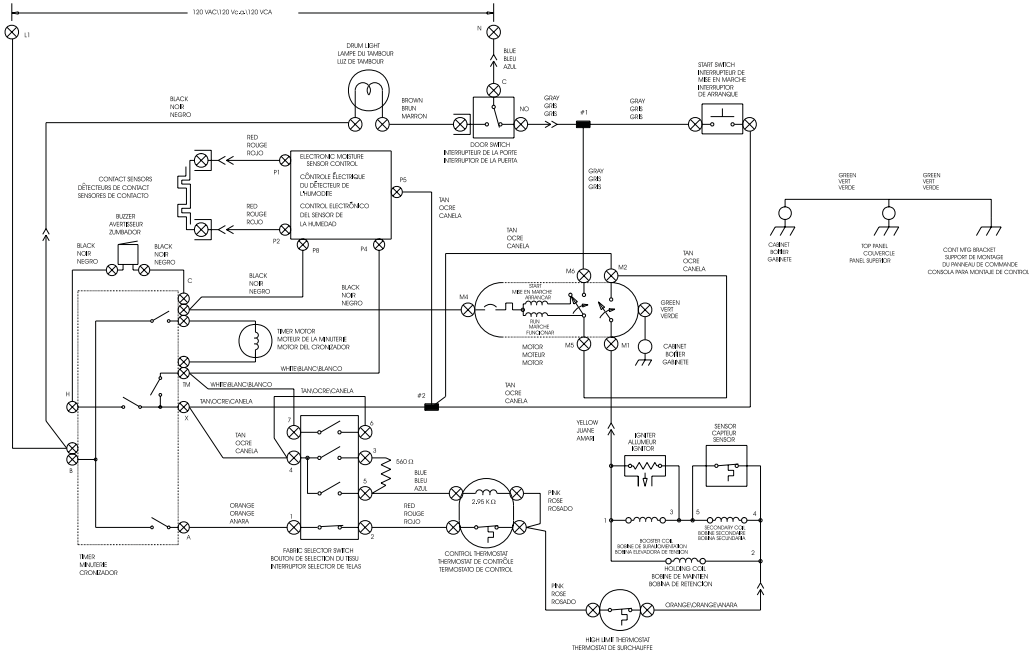 120 VAC\120 Vca\120 VCA
L1
N
DRUM LIGHT
LAMPE DU TAMBOUR
LUZ DE TAMBOUR
BLUE
BLEU
AZUL
C
START SWITCH
INTERRUPTEUR DE
MISE EN MARCHE
INTERRUPTOR
DE ARRANQUE
BLACK
NOIR
NEGRO
BROWN
BRUN
MARRON
NO
GRAY
GRIS
GRIS
#1
GRAY
GRIS
GRIS
DOOR SWITCH
INTERRUPTEUR DE LA PORTE
INTERRUPTOR DE LA PUERTA
RED
ROUGE
ROJO
P1
ELECTRONIC MOISTURE
SENSOR CONTROL
CÔNTROLE ÉLECTRIQUE
DU DÉTECTEUR DE
L'HUMODITE
CONTROL ELECTRÓNICO
DEL SENSOR DE
LA HUMEDAD
P5
CONTACT SENSORS
DÉTECTEURS DE CONTACT
SENSORES DE CONTACTO
RED
ROUGE
ROJO
P2
P8
P4
TAN
OCRE
CANELA
GRAY
GRIS
GRIS
GREEN
VERT
VERDE
GREEN
VERT
VERDE
CABINET
BOÎTIER
GABINETE
TOP PANEL
COUVERCLE
PANEL SUPERIOR
CONT MTG BRACKET
SUPPORT DE MONTAGE
DU PANNEAU DE COMMANDE
CONSOLA PARA MONTAJE DE CONTROL
BUZZER
AVERTISSEUR
ZUMBADOR
BLACK
NOIR
NEGRO
BLACK
NOIR
NEGRO
C
BLACK
NOIR
NEGRO
BLACK
NOIR
NEGRO
TAN
OCRE
CANELA
TAN
OCRE
CANELA
M6
M2
M4
START
MISE EN MARCHE
ARRANCAR
RUN
MARCHE
FUNCIONAR
M5
M1
MOTOR
MOTEUR
MOTOR
GREEN
VERT
VERDE
CABINET
BOÎTIER
GABINETE
TIMER MOTOR
MOTEUR DE LA MINUTERIE
MOTOR DEL CRONIZADOR
TM
WHITE\BLANC\BLANCO
TAN\OCRE\CANELA
H
X
TAN\OCRE\CANELA
#2
TAN
OCRE
CANELA
B
TAN
OCRE
CANELA
7
6
4
3
5
560 Ω
BLUE
BLEU
AZUL
YELLOW
JUANE
AMARI
IGNITER
ALLUMEUR
IGNITOR
SENSOR
CAPTEUR
SENSOR
ORANGE
ORANGE
ANARA
A
1
2
RED
ROUGE
ROJO
2.95 K Ω
PINK
ROSE
ROSADO
1
3
5
4
BOOSTER COIL
BOBINE DE SURALIMENTATION
BOBINA ELEVADORA DE TENSION
SECONDARY COIL
BOBINE SECONDAIRE
BOBINA SECUNDARIA
2
HOLDING COIL
BOBINE DE MAINTIEN
BOBINA DE RETENCION
TIMER
MINUTERIE
CRONIZADOR
FABRIC SELECTOR SWITCH
BOUTON DE SELECTION DU TISSU
INTERRUPTOR SELECTOR DE TELAS
CONTROL THERMOSTAT
THERMOSTAT DE CONTRÔLE
TERMOSTATO DE CONTROL
PINK
ROSE
ROSADO
ORANGE\ORANGE\ANARA
HIGH LIMIT THERMOSTAT
THERMOSTAT DE SURCHAUFFE